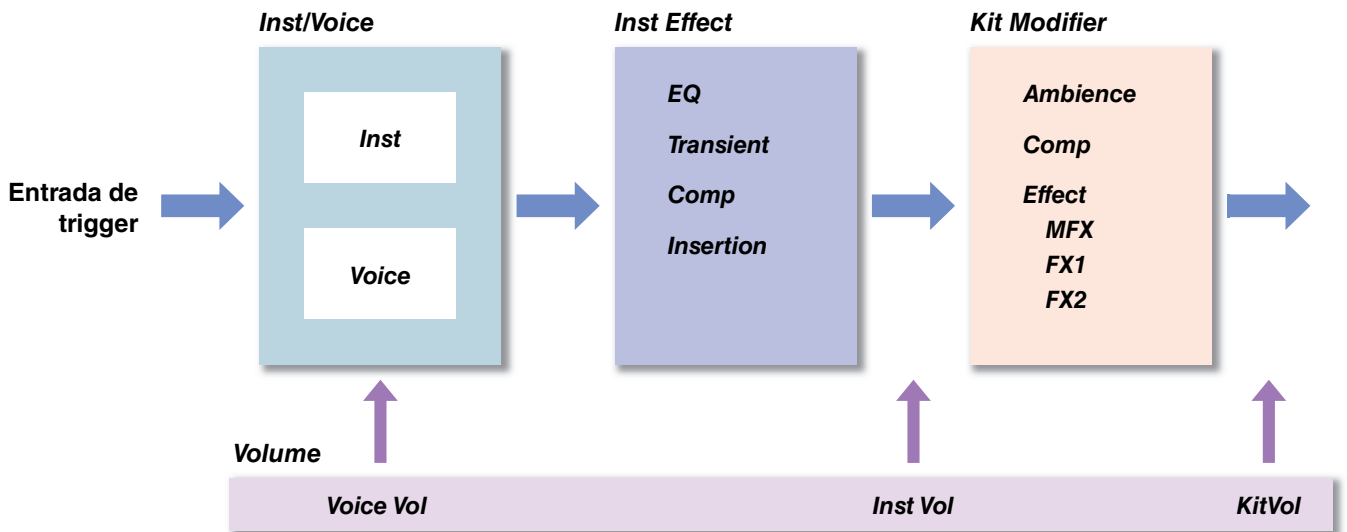 Inst/Voice
Inst Effect
Kit Modifier
Entrada de
trigger
Inst
Voice
EQ
Transient
Comp
Insertion
Ambience
Comp
Effect
MFX
FX1
FX2
Volume
Voice Vol
Inst Vol
KitVol